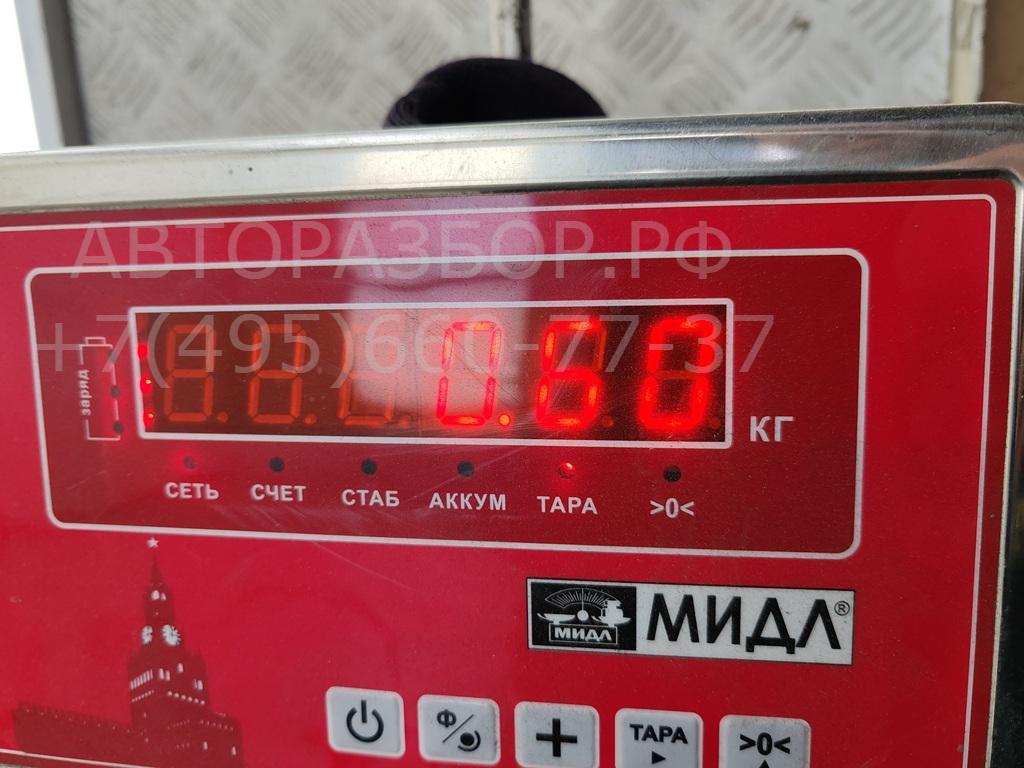 АВТОРАЗБОР.РФ
+7(495)660-77-37
заряд
0.60
КГ
СЕТЬ СЧЕТ СТАБ АККУМ ТАРА >0<
МИДЛ МИДЛ®
Ф + ТАРА >0<